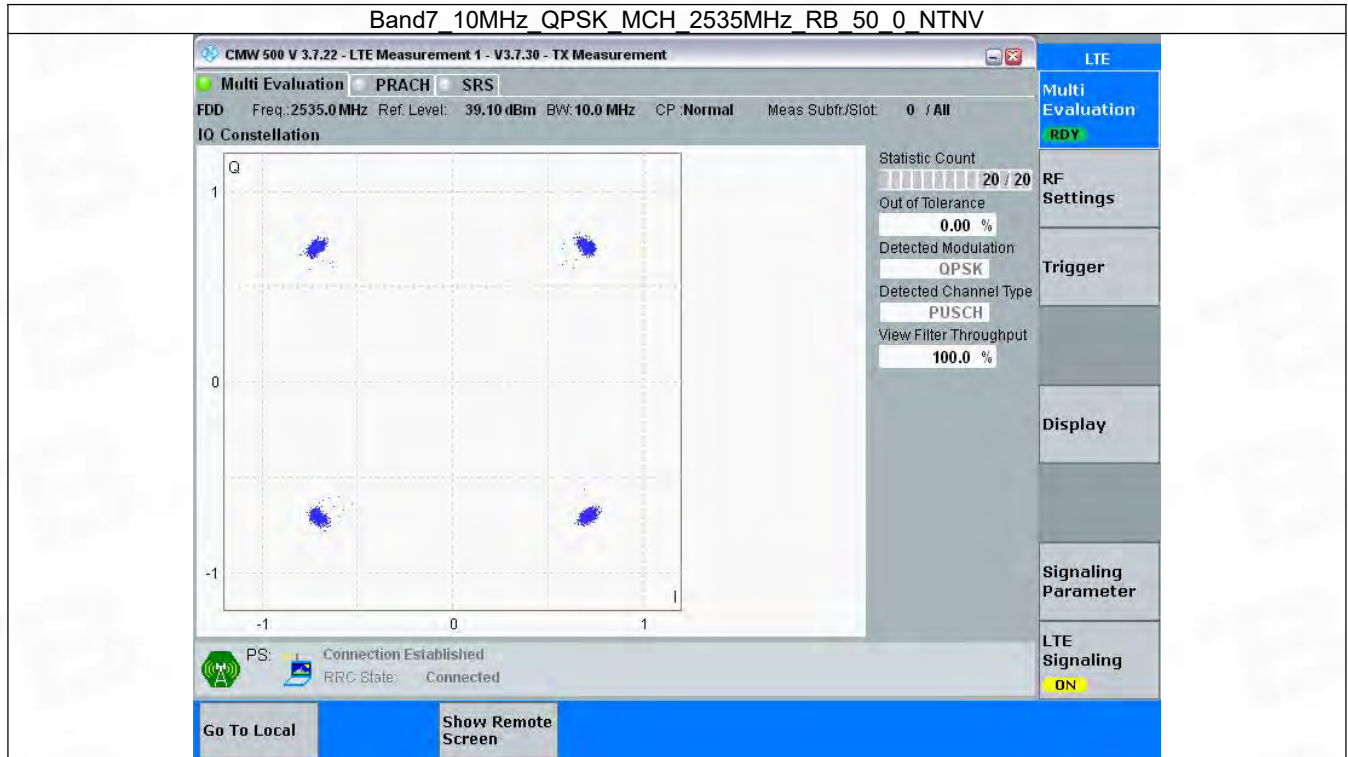 Band7_10MHz_QPSK_MCH_2535MHz_RB_50_0_NTNV
CMW 500 V 3.7.22 - LTE Measurement 1 - V3.7.30 - TX Measurement
LTE
Multi Evaluation PRACH SRS
FDD Freq.:2535.0 MHz Ref. Level: 39.10 dBm BW:10.0 MHz CP :Normal Meas Subfr./Slot: 0 / All
IQ Constellation
Q
1
0
-1
I
-1 0 1
Statistic Count
20 / 20
Out of Tolerance
0.00 %
Detected Modulation
QPSK
Detected Channel Type
PUSCH
View Filter Throughput
100.0 %
Multi
Evaluation
RDY
RF
Settings
Trigger
Display
Signaling
Parameter
LTE
Signaling
ON
PS: Connection Established
RRC State: Connected
Go To Local
Show Remote
Screen